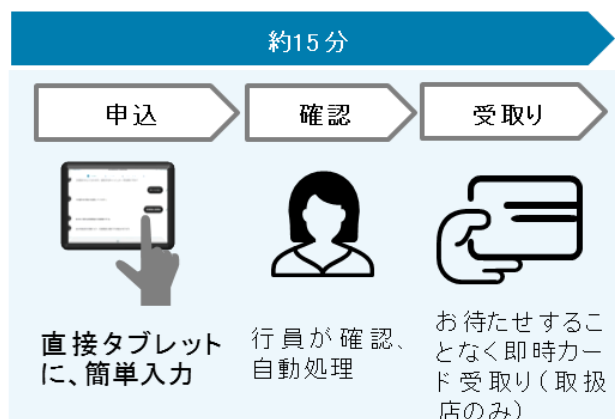 約15分
申込
確認
受取り
直接タブレット
に、簡単入力
行員が確認、
自動処理
お待たせするこ
となく即時カー
ド受取り(取扱
店のみ)